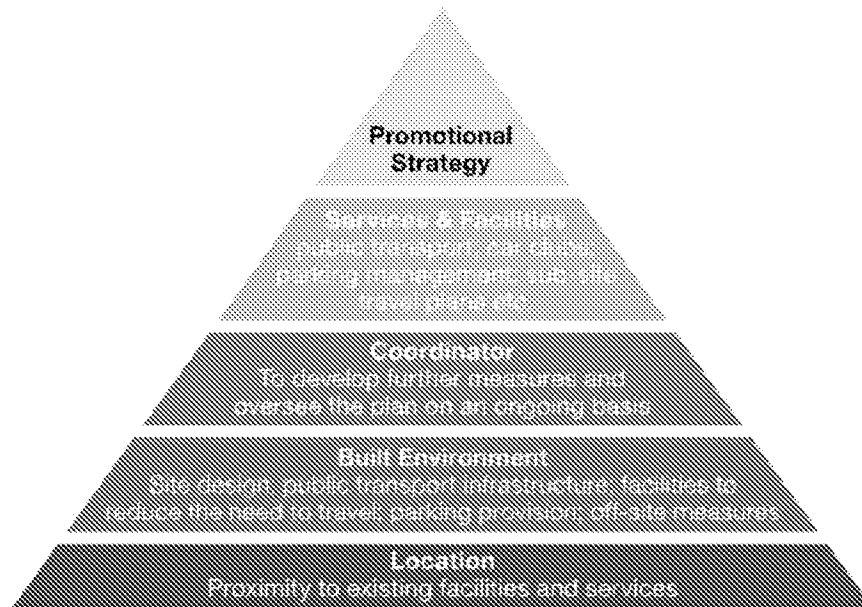 Promotional
Strategy
Services & Facilities
public transport, car clubs,
parking management, sub-site
travel plans etc
Coordinator
To develop further measures and
oversee the plan on an ongoing basis
Built Environment
Site design, public transport infrastructure, facilities to
reduce the need to travel, parking provision, off-site measures
Location
Proximity to existing facilities and services